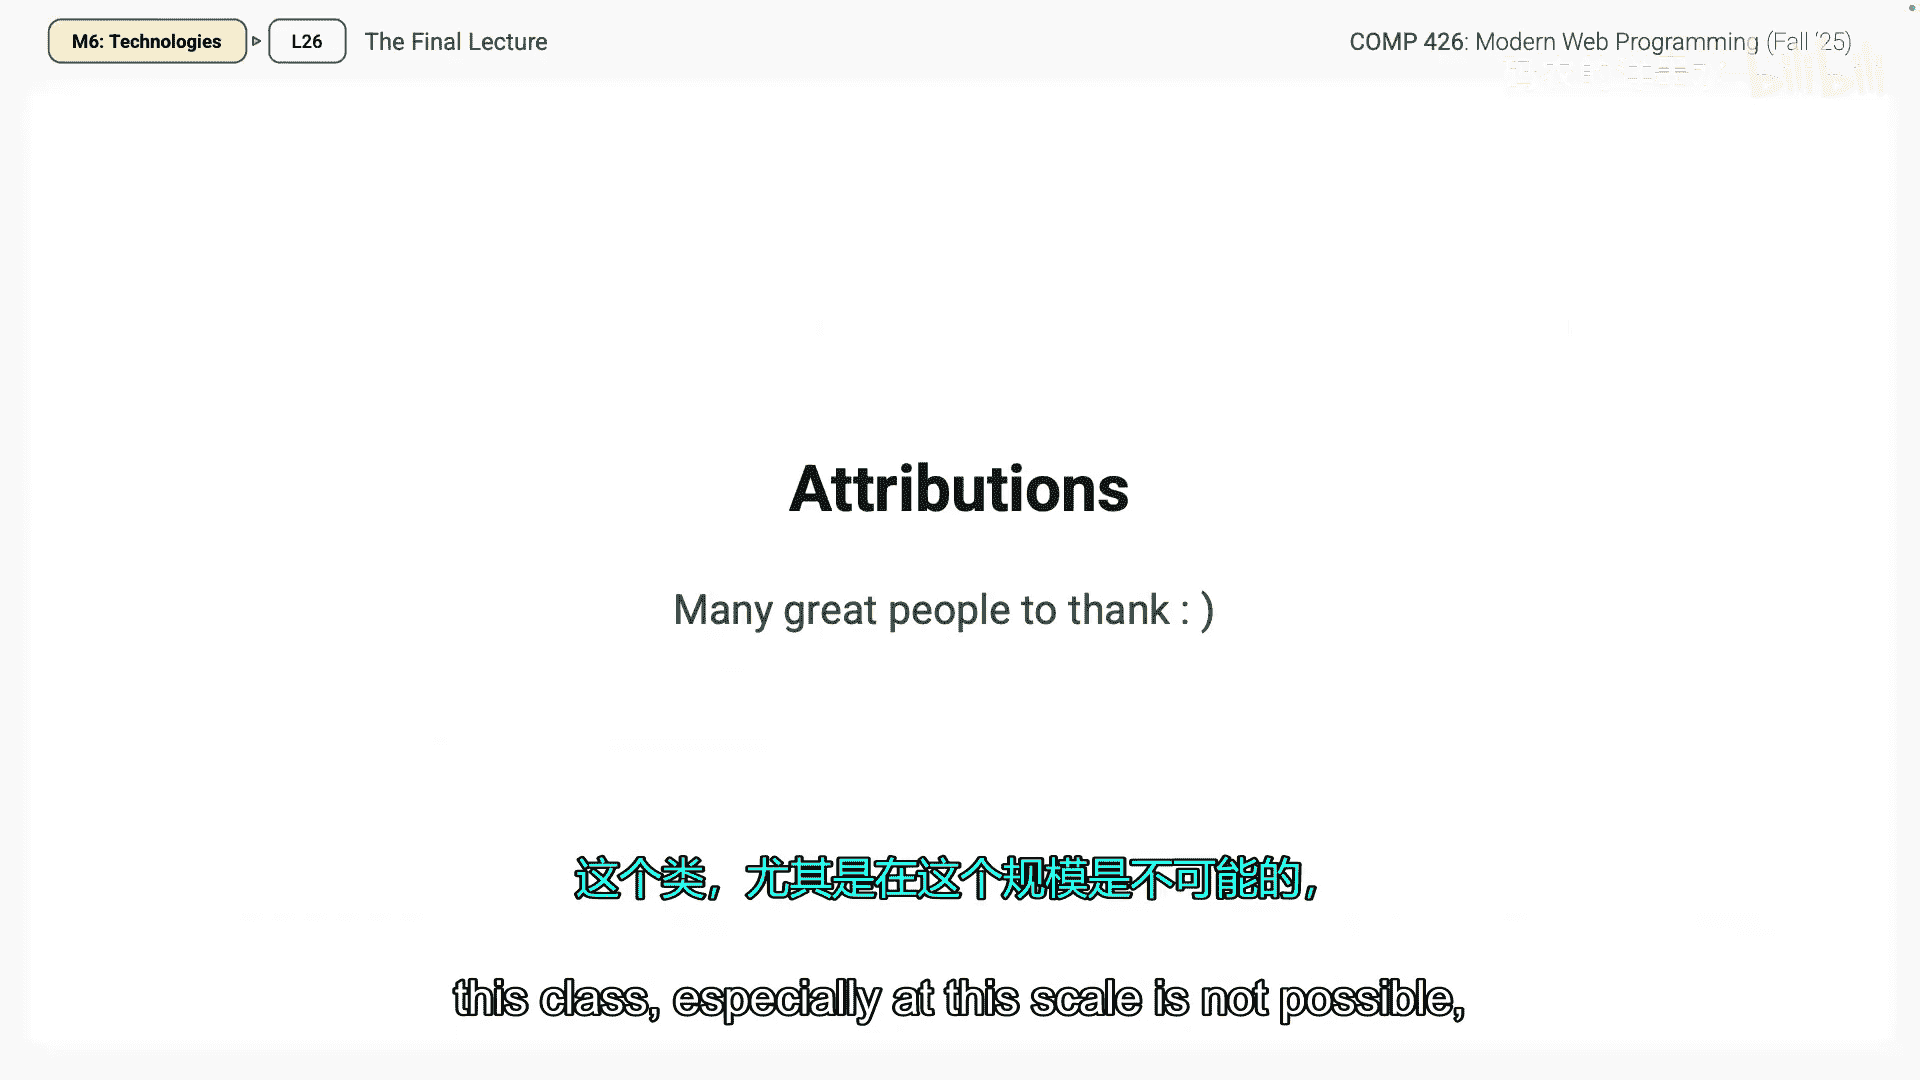 M6: Technologies
L26
The Final Lecture
COMP 426: Modern Web Programming (Fall ‘25)
bilibili
Attributions
Many great people to thank : )
这个类，尤其是在这个规模是不可能的，
this class, especially at this scale is not possible,